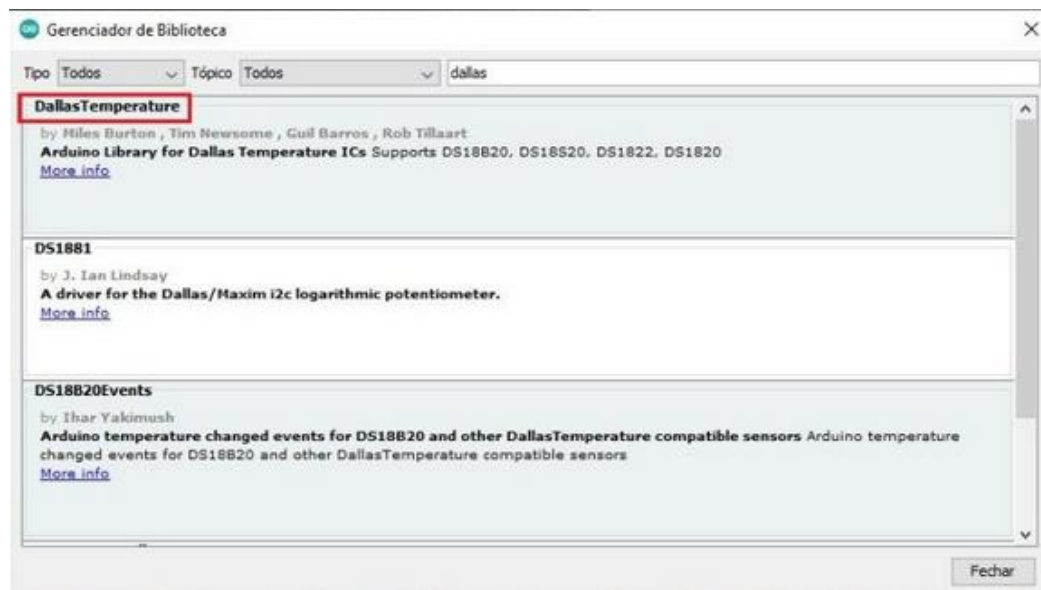 Gerenciador de Biblioteca
Tipo Todos Tópico Todos dallas
DallasTemperature
by Miles Burton , Tim Newsome , Guil Barros , Rob Tillaart
Arduino Library for Dallas Temperature ICs Supports DS18B20, DS18S20, DS1822, DS1820
More info
DS1881
by J. Ian Lindsay
A driver for the Dallas/Maxim i2c logarithmic potentiometer.
More info
DS18B20Events
by Ihar Yakimush
Arduino temperature changed events for DS18B20 and other DallasTemperature compatible sensors Arduino temperature
changed events for DS18B20 and other DallasTemperature compatible sensors
More info
Fechar